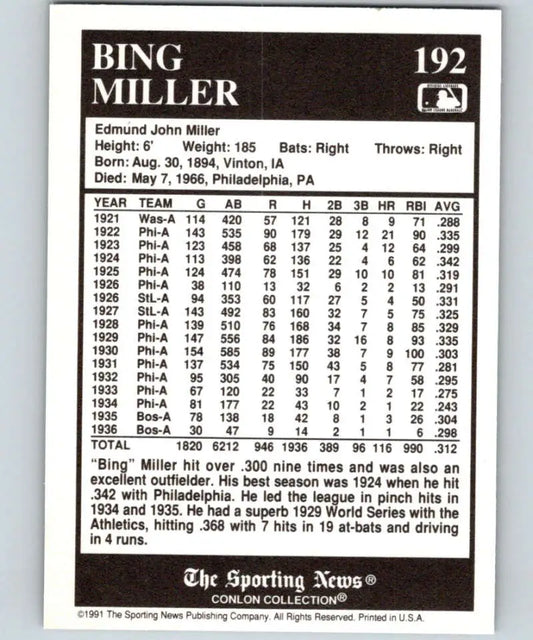 BING
MILLER
192
Edmund John Miller
Height: 6' Weight: 185 Bats: Right Throws: Right
Born: Aug. 30, 1894, Vinton, IA
Died: May 7, 1966, Philadelphia, PA
YEAR TEAM G AB R H 2B 3B HR RBI AVG
1921 Was-A 114 420 57 121 28 8 9 71 .288
1922 Phi-A 143 535 90 179 29 12 21 90 .335
1923 Phi-A 123 458 68 137 25 4 12 64 .299
1924 Phi-A 113 398 62 136 22 4 6 62 .342
1925 Phi-A 124 474 78 151 29 10 10 81 .319
1926 Phi-A 38 110 13 32 6 2 2 13 .291
1926 StL-A 94 353 60 117 27 5 4 50 .331
1927 StL-A 143 492 83 160 32 7 5 75 .325
1928 Phi-A 139 510 76 168 34 7 8 85 .329
1929 Phi-A 147 556 84 186 32 16 8 93 .335
1930 Phi-A 154 585 89 177 38 7 9 100 .303
1931 Phi-A 137 534 75 150 43 5 8 77 .281
1932 Phi-A 95 305 40 90 17 4 7 58 .295
1933 Phi-A 67 120 22 33 7 1 2 17 .275
1934 Phi-A 81 177 22 43 10 2 1 22 .243
1935 Bos-A 78 138 18 42 8 1 3 26 .304
1936 Bos-A 30 47 9 14 2 1 1 6 .298
TOTAL 1820 6212 946 1936 389 96 116 990 .312
"Bing" Miller hit over .300 nine times and was also an
excellent outfielder. His best season was 1924 when he hit
.342 with Philadelphia. He led the league in pinch hits in
1934 and 1935. He had a superb 1929 World Series with the
Athletics, hitting .368 with 7 hits in 19 at-bats and driving
in 4 runs.
The Sporting News®
CONLON COLLECTION®
©1991 The Sporting News Publishing Company. All Rights Reserved. Printed in U.S.A.